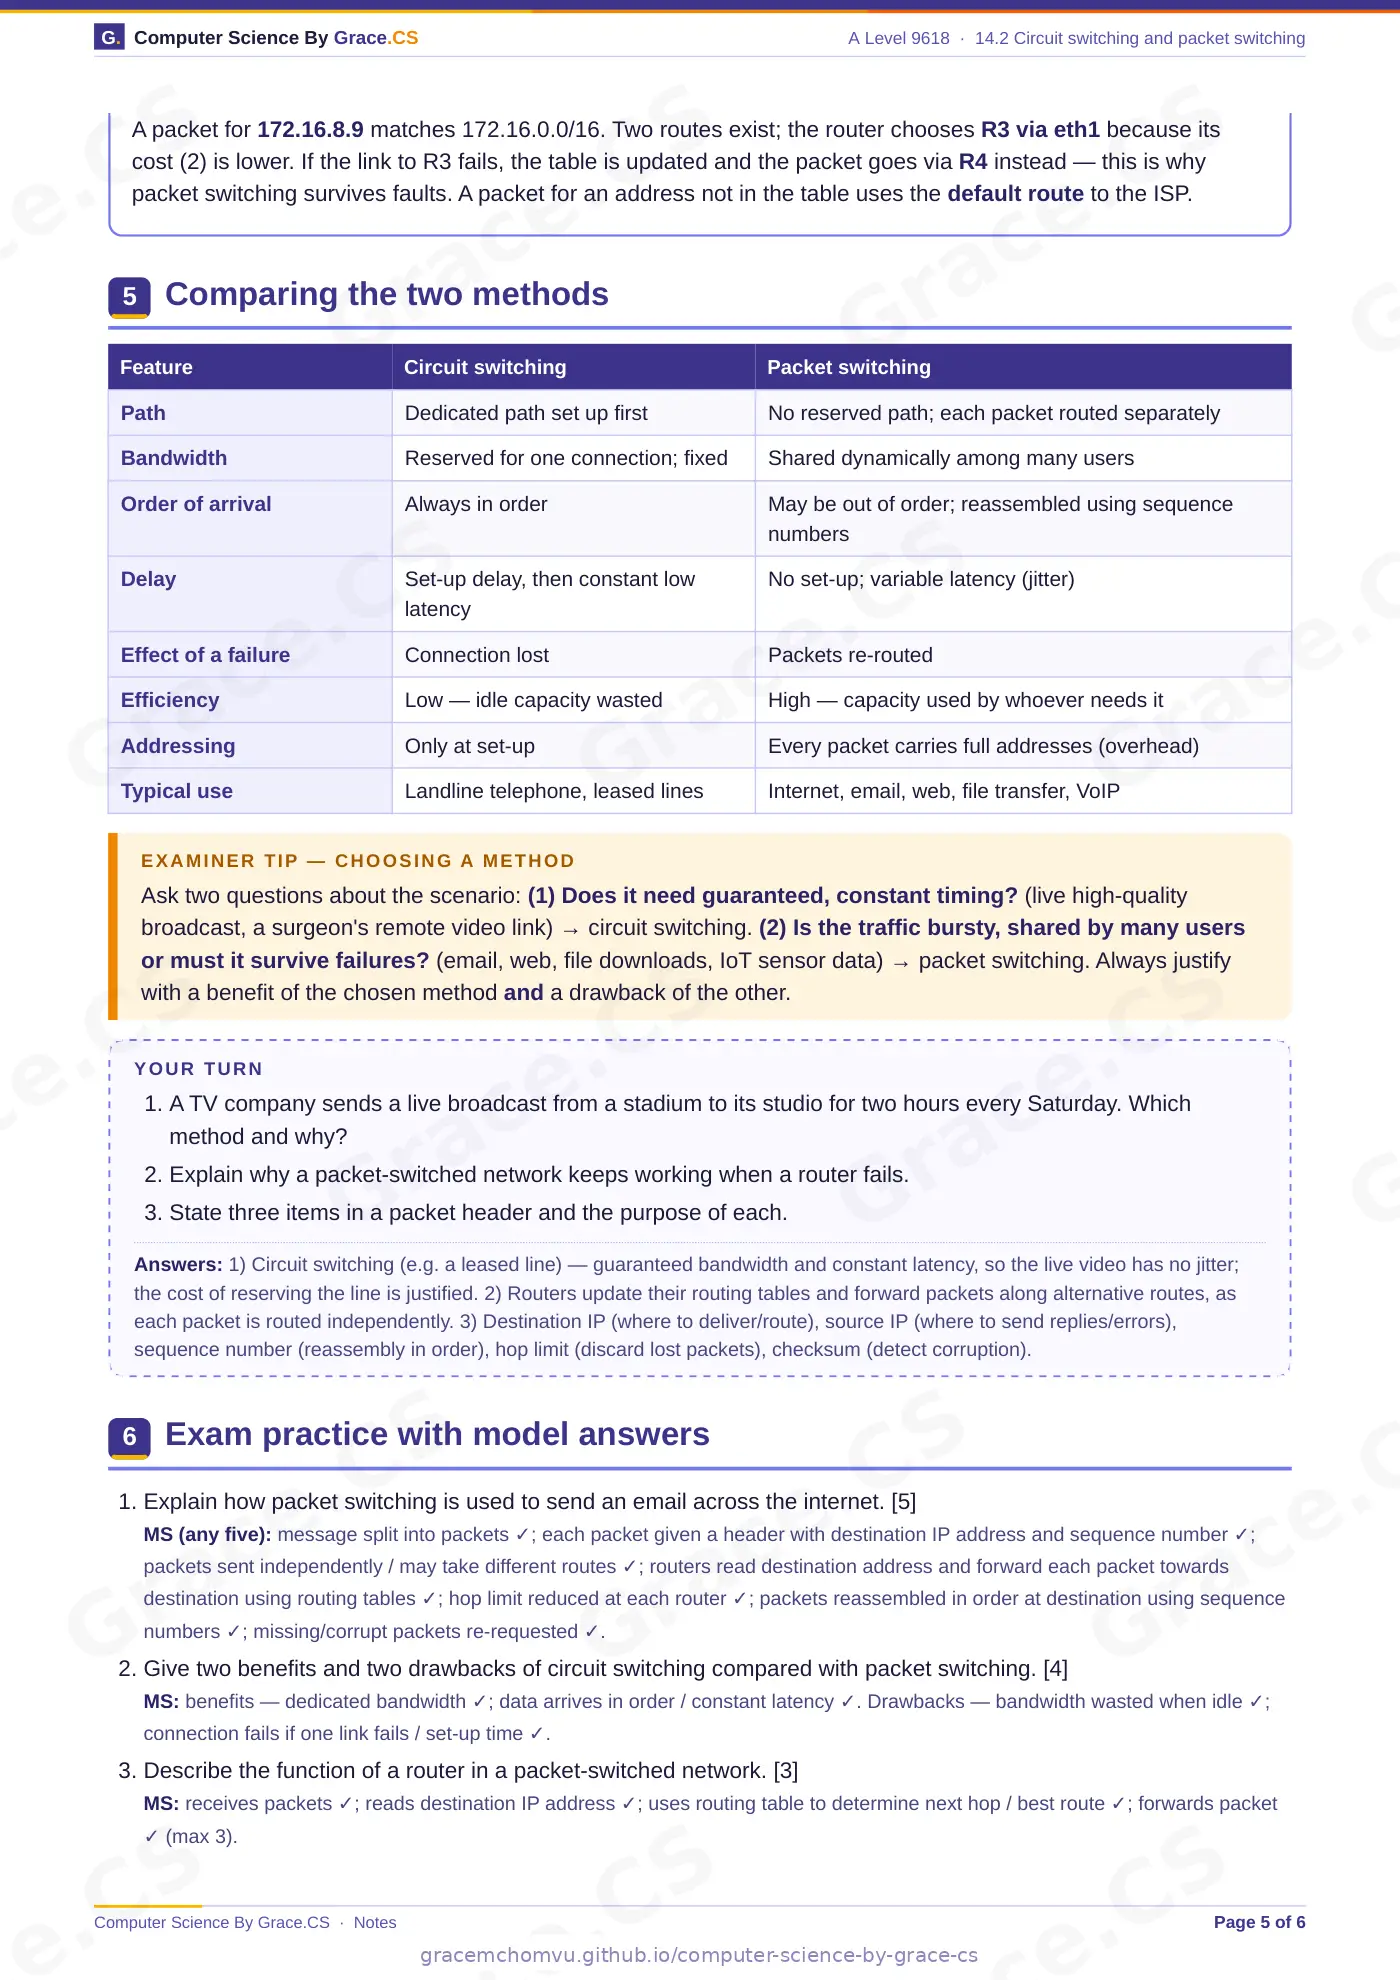 G. Computer Science By Grace.CS
A Level 9618 · 14.2 Circuit switching and packet switching
A packet for 172.16.8.9 matches 172.16.0.0/16. Two routes exist; the router chooses R3 via eth1 because its
cost (2) is lower. If the link to R3 fails, the table is updated and the packet goes via R4 instead — this is why
packet switching survives faults. A packet for an address not in the table uses the default route to the ISP.
5 Comparing the two methods
Feature Circuit switching Packet switching
Path Dedicated path set up first No reserved path; each packet routed separately
Bandwidth Reserved for one connection; fixed Shared dynamically among many users
Order of arrival Always in order May be out of order; reassembled using sequence
numbers
Delay Set-up delay, then constant low No set-up; variable latency (jitter)
latency
Effect of a failure Connection lost Packets re-routed
Efficiency Low — idle capacity wasted High — capacity used by whoever needs it
Addressing Only at set-up Every packet carries full addresses (overhead)
Typical use Landline telephone, leased lines Internet, email, web, file transfer, VoIP
EXAMINER TIP — CHOOSING A METHOD
Ask two questions about the scenario: (1) Does it need guaranteed, constant timing? (live high-quality
broadcast, a surgeon's remote video link) → circuit switching. (2) Is the traffic bursty, shared by many users
or must it survive failures? (email, web, file downloads, IoT sensor data) → packet switching. Always justify
with a benefit of the chosen method and a drawback of the other.
YOUR TURN
1. A TV company sends a live broadcast from a stadium to its studio for two hours every Saturday. Which
method and why?
2. Explain why a packet-switched network keeps working when a router fails.
3. State three items in a packet header and the purpose of each.
Answers: 1) Circuit switching (e.g. a leased line) — guaranteed bandwidth and constant latency, so the live video has no jitter;
the cost of reserving the line is justified. 2) Routers update their routing tables and forward packets along alternative routes, as
each packet is routed independently. 3) Destination IP (where to deliver/route), source IP (where to send replies/errors),
sequence number (reassembly in order), hop limit (discard lost packets), checksum (detect corruption).
6 Exam practice with model answers
1. Explain how packet switching is used to send an email across the internet. [5]
MS (any five): message split into packets ✓; each packet given a header with destination IP address and sequence number ✓;
packets sent independently / may take different routes ✓; routers read destination address and forward each packet towards
destination using routing tables ✓; hop limit reduced at each router ✓; packets reassembled in order at destination using sequence
numbers ✓; missing/corrupt packets re-requested ✓.
2. Give two benefits and two drawbacks of circuit switching compared with packet switching. [4]
MS: benefits — dedicated bandwidth ✓; data arrives in order / constant latency ✓. Drawbacks — bandwidth wasted when idle ✓;
connection fails if one link fails / set-up time ✓.
3. Describe the function of a router in a packet-switched network. [3]
MS: receives packets ✓; reads destination IP address ✓; uses routing table to determine next hop / best route ✓; forwards packet
✓ (max 3).
Computer Science By Grace.CS · Notes
Page 5 of 6
gracemchomvu.github.io/computer-science-by-grace-cs